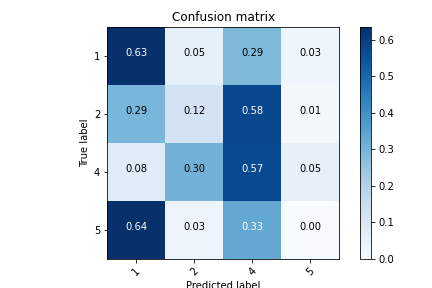 Confusion matrix
0.63 0.05 0.29 0.03
0.29 0.12 0.58 0.01
0.08 0.30 0.57 0.05
0.64 0.03 0.33 0.00
1
2
4
5
True label
1 2 4 5
Predicted label
0.6
0.5
0.4
0.3
0.2
0.1
0.0